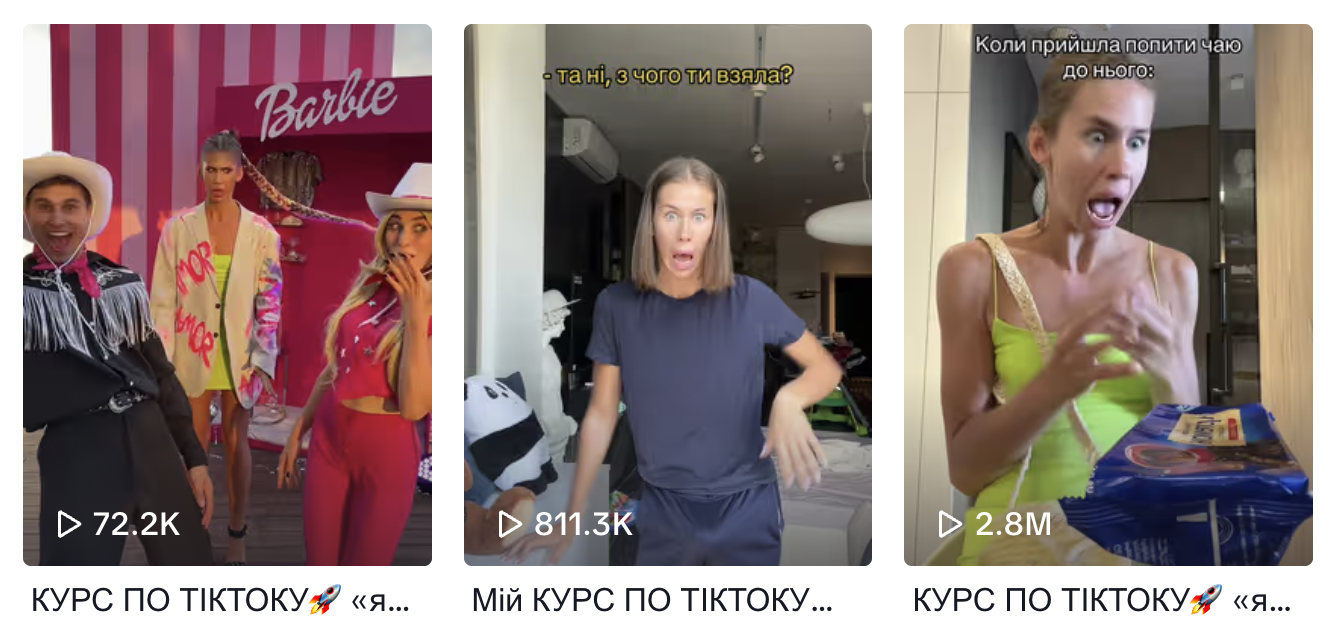 Barbie
AMOR
AMOR
72.2K
КУРС ПО ТІКТОКУ🚀 «я...
- та ні, з чого ти взяла?
811.3K
Мій КУРС ПО ТІКТОКУ...
Коли прийшла попити чаю
до нього:
2.8M
КУРС ПО ТІКТОКУ🚀 «я...